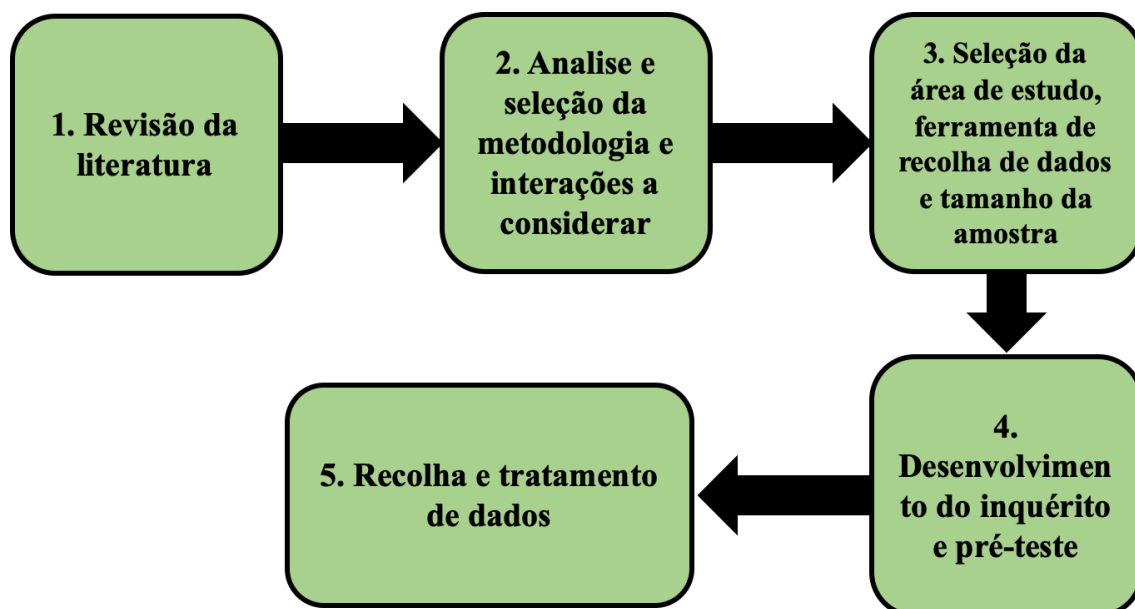 1. Revisão da
literatura
2. Analise e
seleção da
metodologia e
interações a
considerar
3. Seleção da
área de estudo,
ferramenta de
recolha de dados
e tamanho da
amostra
4.
Desenvolvimen
to do inquérito
e pré-teste
5. Recolha e tratamento
de dados